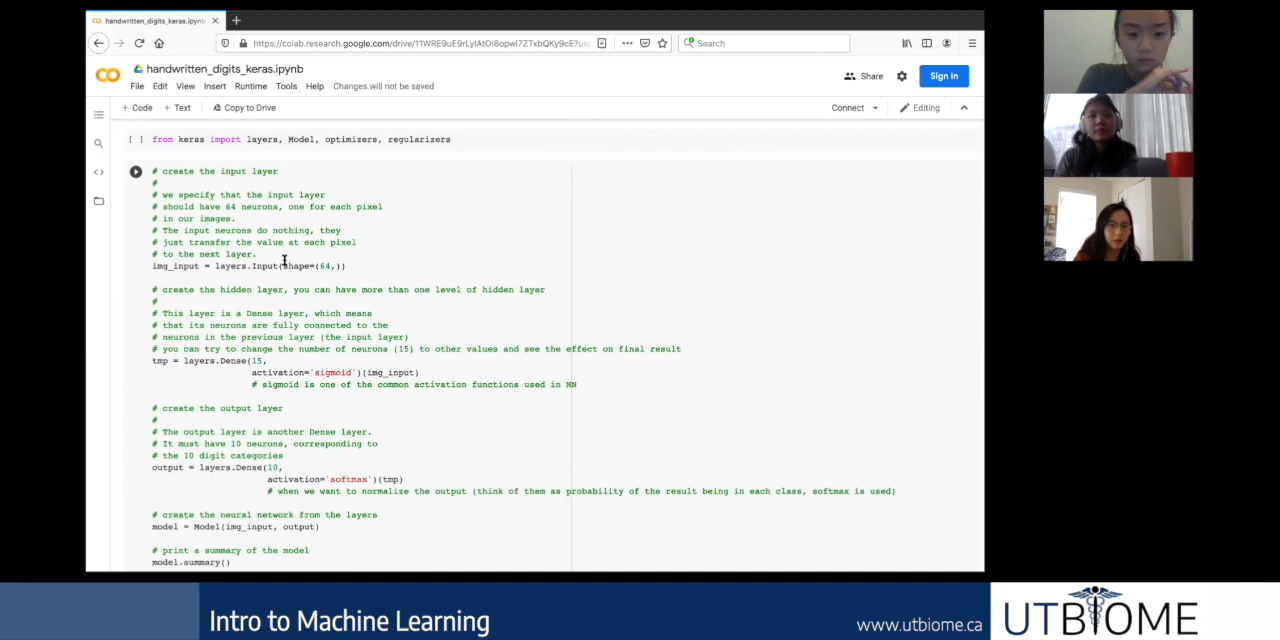 handwritten_digits_keras.ipynb
https://colab.research.google.com/drive/11WRE9uE9rLylAtOI8opwI7ZTxbQKy9cE?us
Search
handwritten_digits_keras.ipynb
Share
Sign in
File Edit View Insert Runtime Tools Help Changes will not be saved
+ Code + Text Copy to Drive
Connect Editing
[ ] from keras import layers, Model, optimizers, regularizers
# create the input layer
#
# we specify that the input layer
# should have 64 neurons, one for each pixel
# in our images.
# The input neurons do nothing, they
# just transfer the value at each pixel
# to the next layer.
img_input = layers.Input(shape=(64,))
# create the hidden layer, you can have more than one level of hidden layer
#
# This layer is a Dense layer, which means
# that its neurons are fully connected to the
# neurons in the previous layer (the input layer)
# you can try to change the number of neurons (15) to other values and see the effect on final result
tmp = layers.Dense(15,
activation='sigmoid')(img_input)
# sigmoid is one of the common activation functions used in NN
# create the output layer
#
# The output layer is another Dense layer.
# It must have 10 neurons, corresponding to
# the 10 digit categories
output = layers.Dense(10,
activation='softmax')(tmp)
# when we want to normalize the output (think of them as probability of the result being in each class, softmax is used)
# create the neural network from the layers
model = Model(img_input, output)
# print a summary of the model
model.summary()
Intro to Machine Learning
www.utbiome.ca
UTBIOME